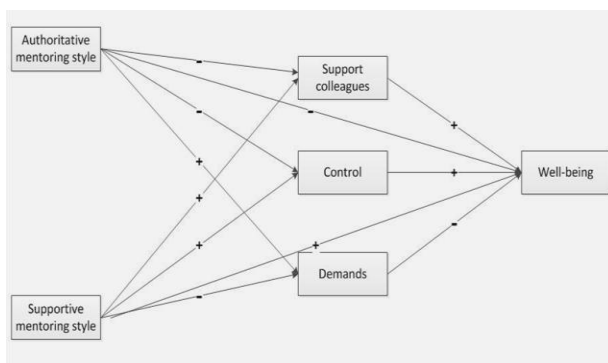 Authoritative
mentoring style
-
Support
colleagues
-
-
+
+
Control
+
Well-being
+
+
+
-
Demands
-
Supportive
mentoring style